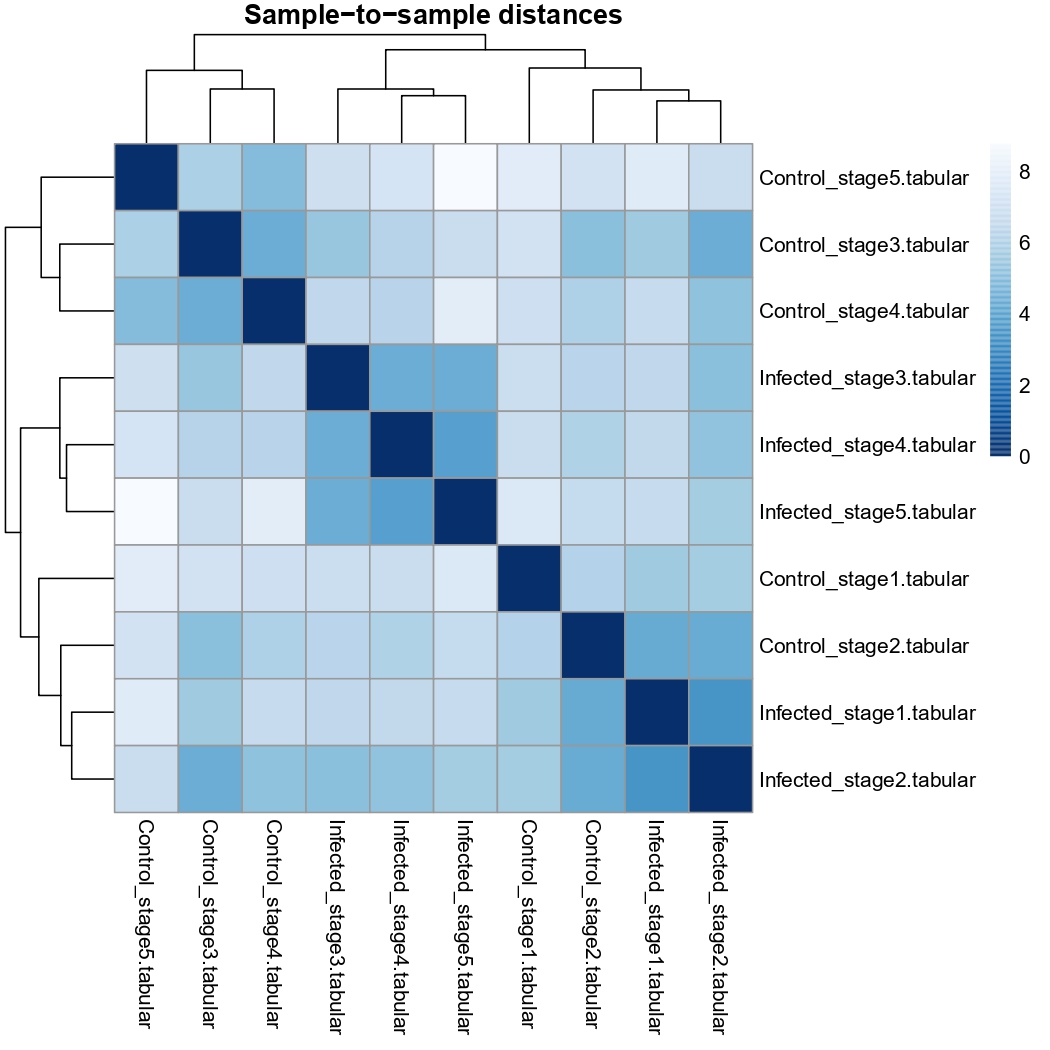 Sample−to−sample distances
8
6
4
2
0
Control_stage5.tabular
Control_stage3.tabular
Control_stage4.tabular
Infected_stage3.tabular
Infected_stage4.tabular
Infected_stage5.tabular
Control_stage1.tabular
Control_stage2.tabular
Infected_stage1.tabular
Infected_stage2.tabular
Control_stage5.tabular
Control_stage3.tabular
Control_stage4.tabular
Infected_stage3.tabular
Infected_stage4.tabular
Infected_stage5.tabular
Control_stage1.tabular
Control_stage2.tabular
Infected_stage1.tabular
Infected_stage2.tabular